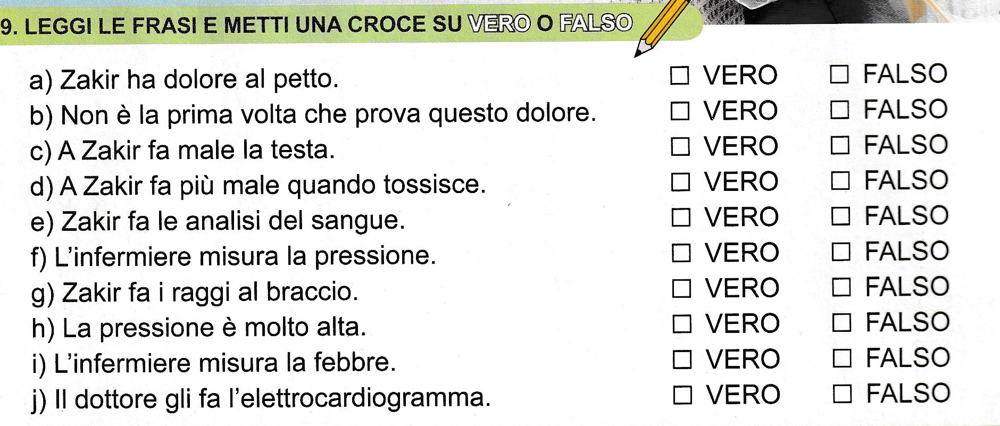 9. LEGGI LE FRASI E METTI UNA CROCE SU VERO O FALSO
a) Zakir ha dolore al petto. ☐ VERO ☐ FALSO
b) Non è la prima volta che prova questo dolore. ☐ VERO ☐ FALSO
c) A Zakir fa male la testa. ☐ VERO ☐ FALSO
d) A Zakir fa più male quando tossisce. ☐ VERO ☐ FALSO
e) Zakir fa le analisi del sangue. ☐ VERO ☐ FALSO
f) L'infermiere misura la pressione. ☐ VERO ☐ FALSO
g) Zakir fa i raggi al braccio. ☐ VERO ☐ FALSO
h) La pressione è molto alta. ☐ VERO ☐ FALSO
i) L'infermiere misura la febbre. ☐ VERO ☐ FALSO
j) Il dottore gli fa l'elettrocardiogramma. ☐ VERO ☐ FALSO